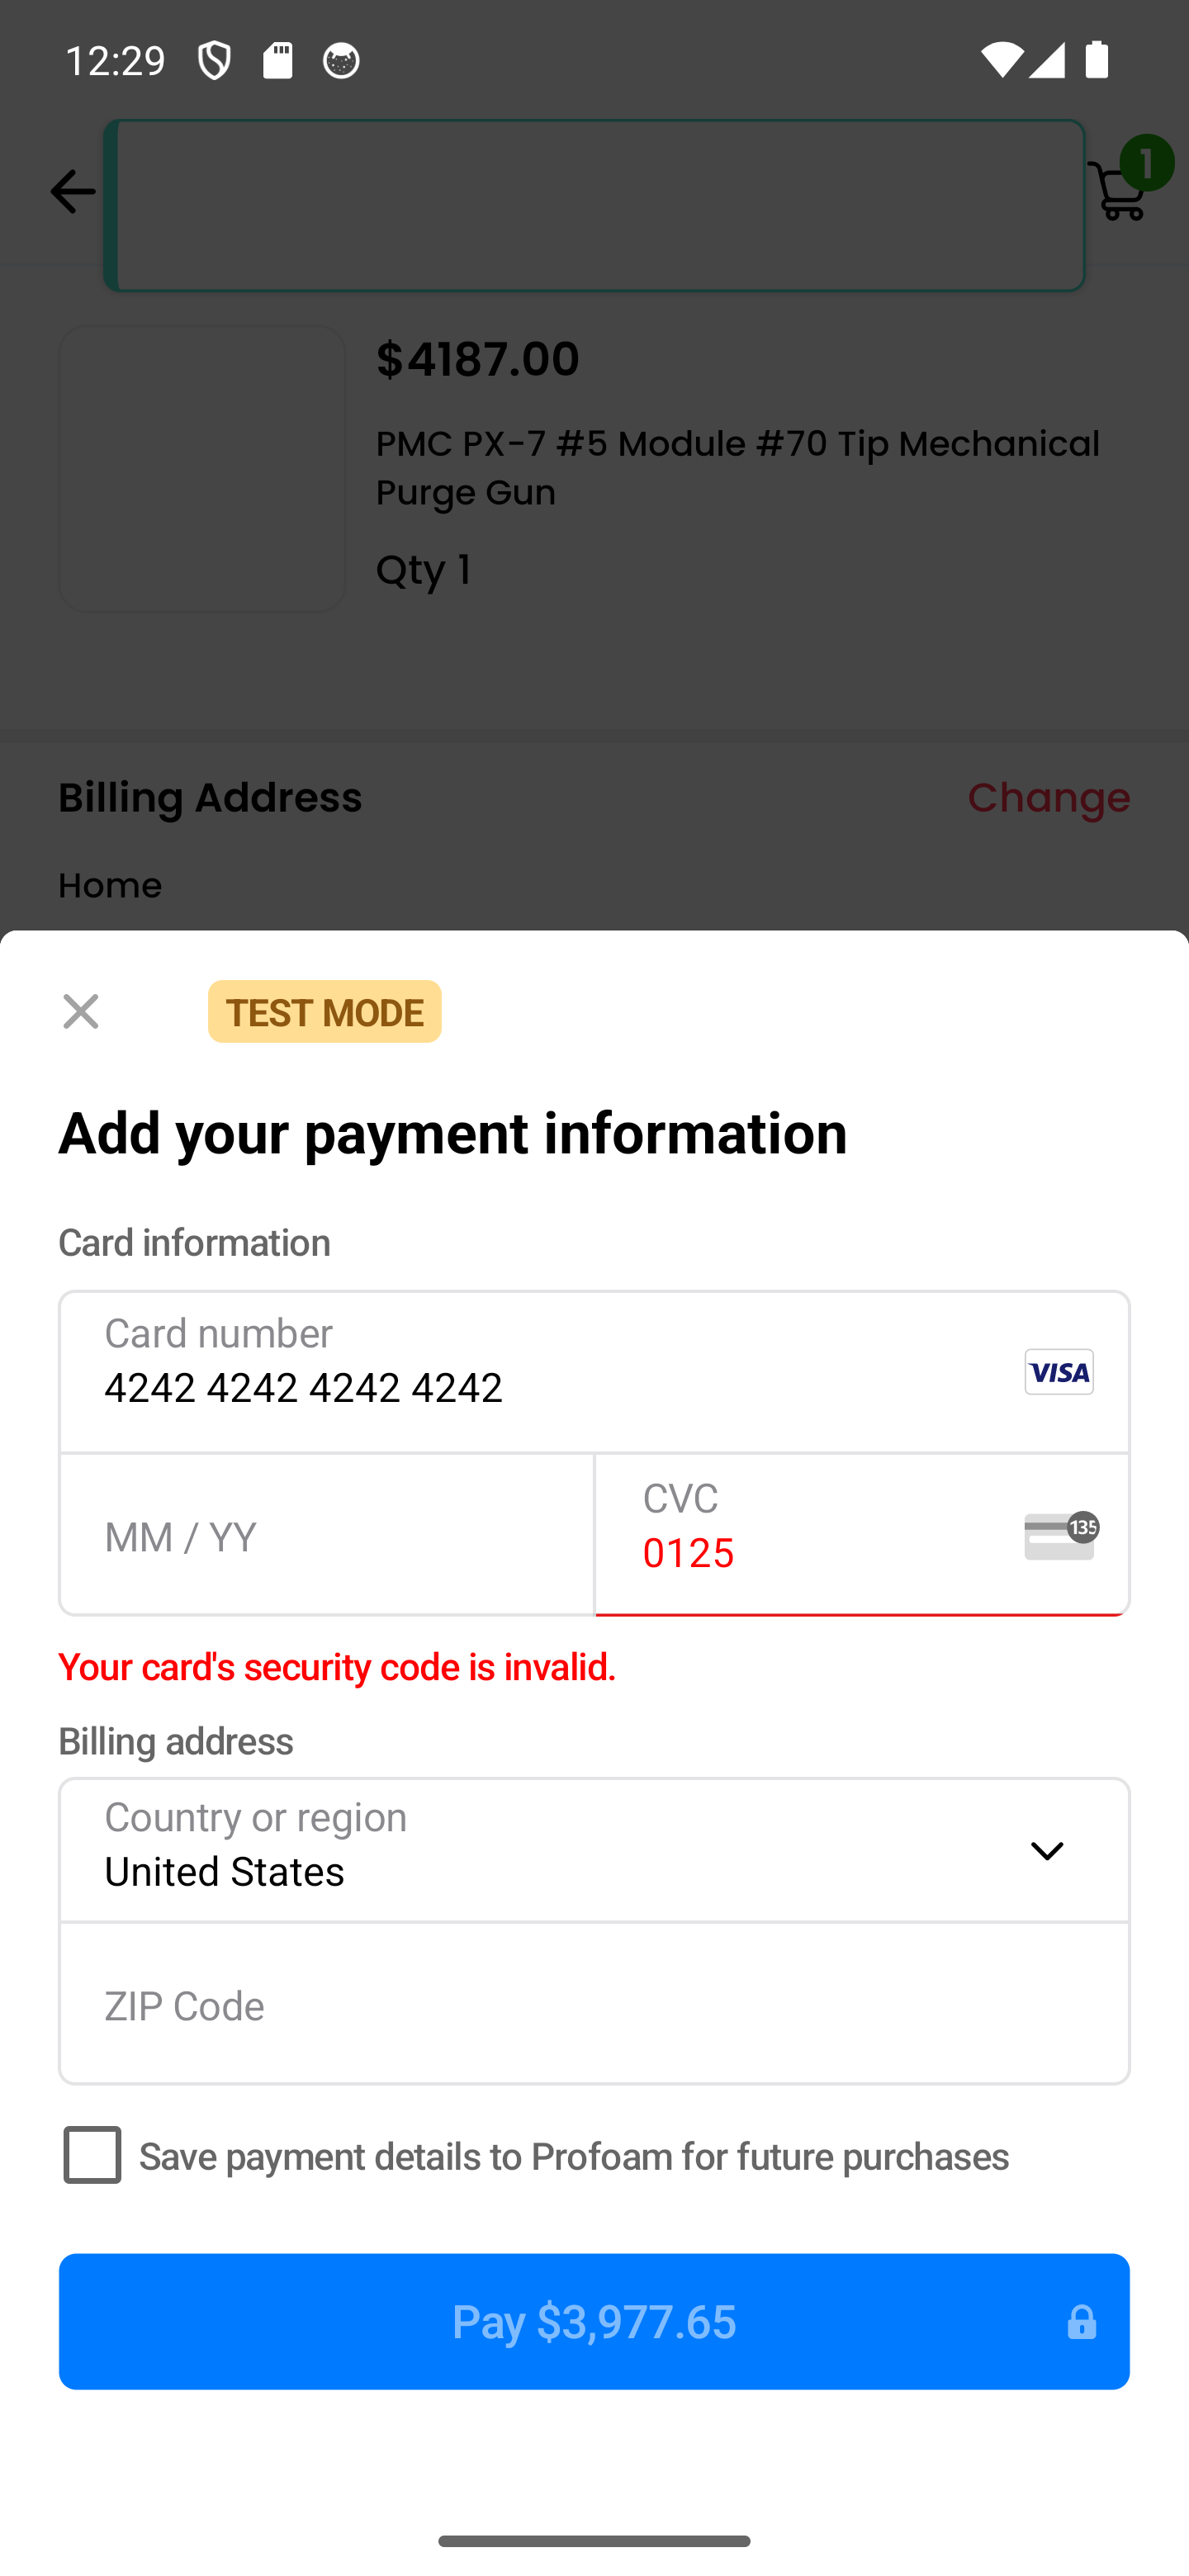 12:29
1
$4187.00
PMC PX-7 #5 Module #70 Tip Mechanical
Purge Gun
Qty 1
Billing Address
Change
Home
TEST MODE
Add your payment information
Card information
Card number
4242 4242 4242 4242
VISA
MM / YY
CVC
0125
135
Your card's security code is invalid.
Billing address
Country or region
United States
ZIP Code
Save payment details to Profoam for future purchases
Pay $3,977.65